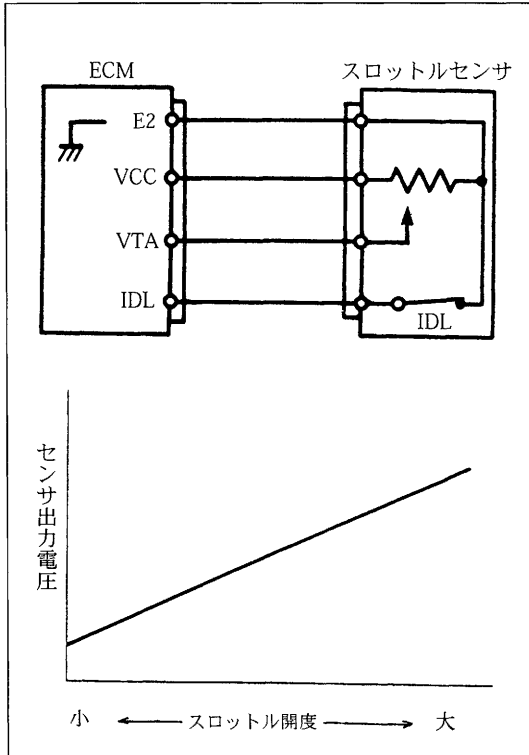 ECM
スロットルセンサ
E2
VCC
VTA
IDL
IDL
センサ出力電圧
小 スロットル開度 大